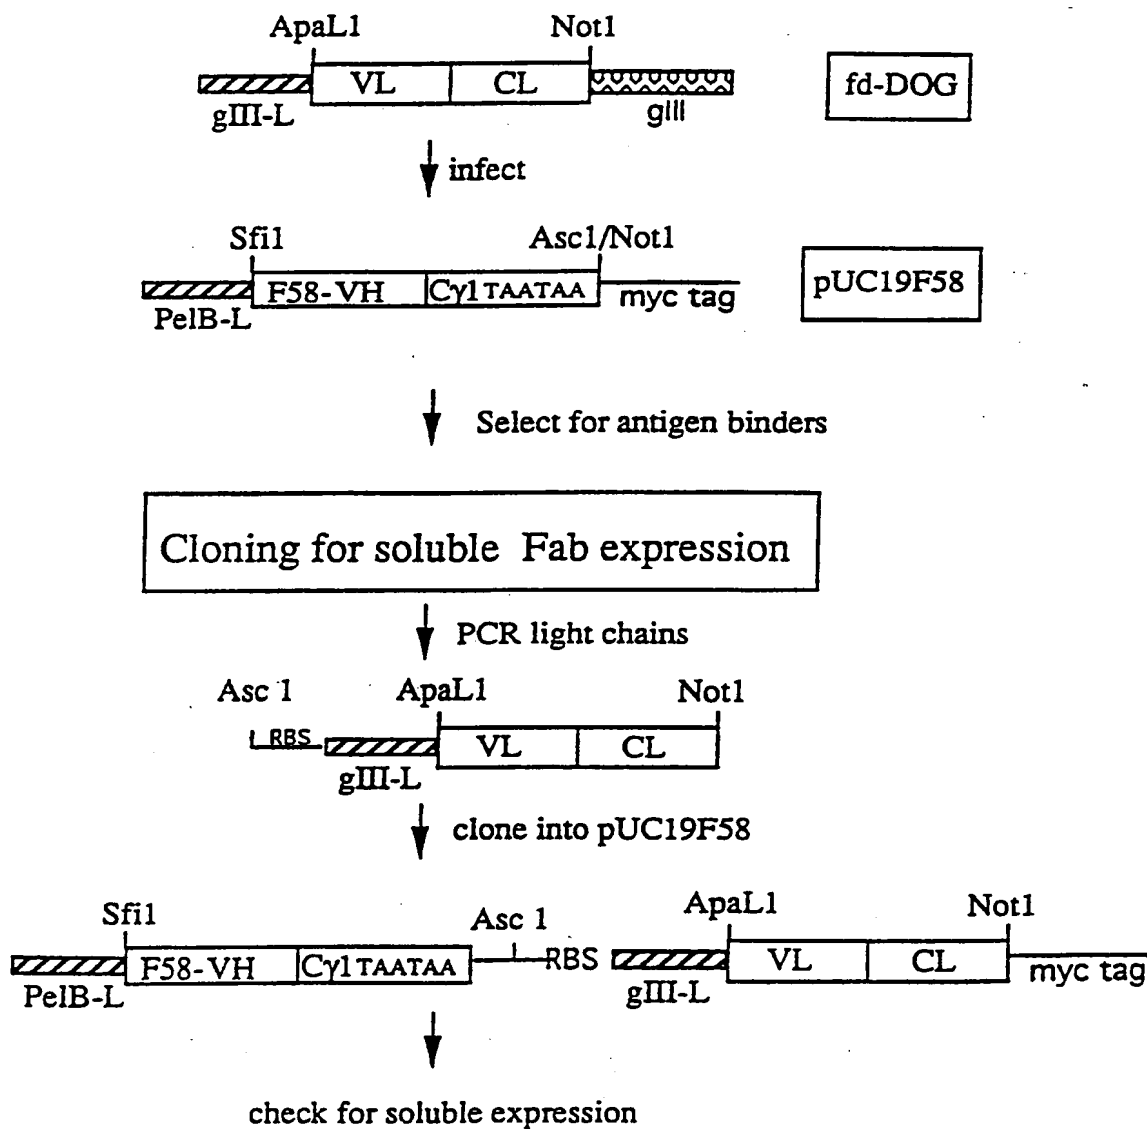 ApaL1 Not1
VL CL
gIII-L gIII
fd-DOG
infect
Sfi1 Asc1/Not1
F58-VH Cγ1 TAATAA
PelB-L myc tag
pUC19F58
Select for antigen binders
Cloning for soluble Fab expression
PCR light chains
Asc 1 ApaL1 Not1
RBS VL CL
gIII-L
clone into pUC19F58
Sfi1 Asc 1 ApaL1 Not1
F58-VH Cγ1 TAATAA RBS VL CL
PelB-L gIII-L myc tag
check for soluble expression